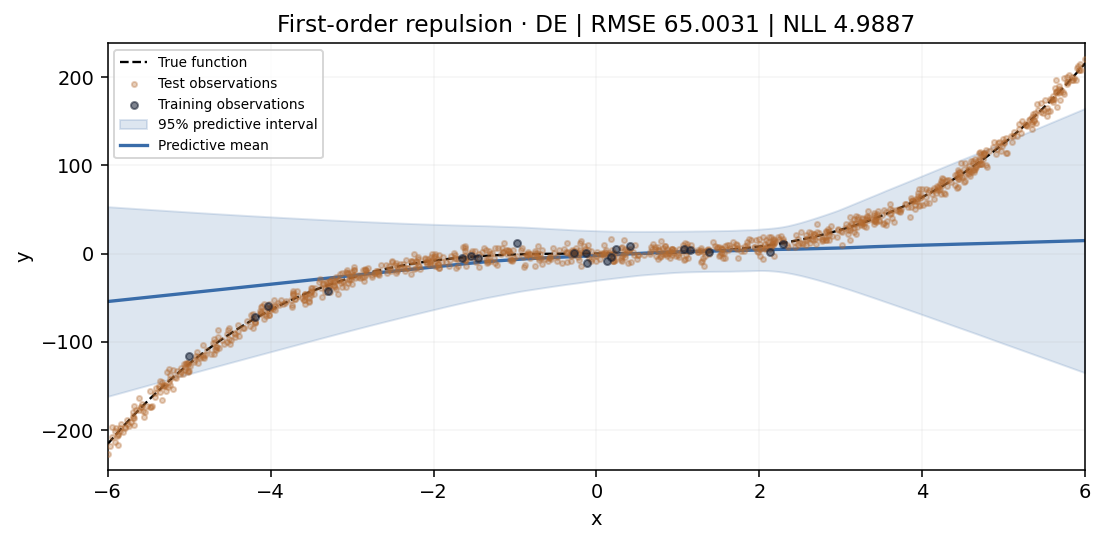 First-order repulsion · DE | RMSE 65.0031 | NLL 4.9887
True function
Test observations
Training observations
95% predictive interval
Predictive mean
200
100
0
−100
−200
y
−6 −4 −2 0 2 4 6
x